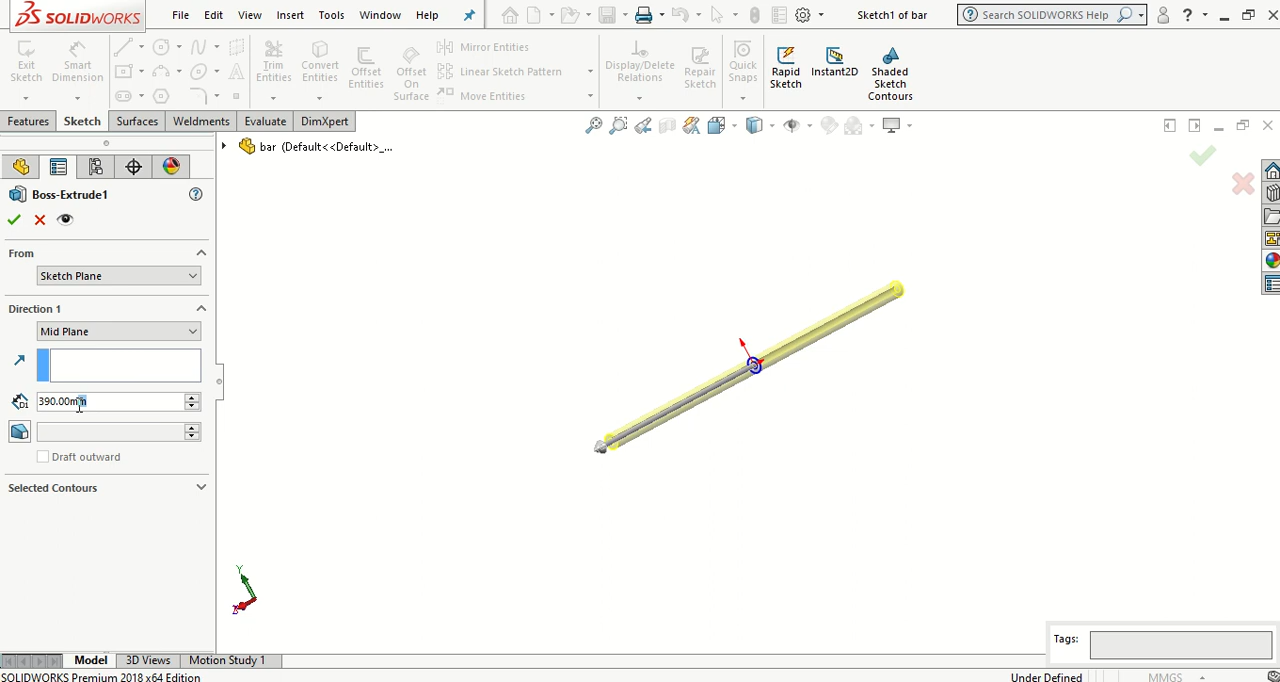 SOLIDWORKS File Edit View Insert Tools Window Help Sketch1 of bar Search SOLIDWORKS Help ?
Exit Sketch
Smart Dimension
Trim Entities
Convert Entities
Offset Entities
Offset On Surface
Mirror Entities
Linear Sketch Pattern
Move Entities
Display/Delete Relations
Repair Sketch
Quick Snaps
Rapid Sketch
Instant2D
Shaded Sketch Contours
Features Sketch Surfaces Weldments Evaluate DimXpert
bar (Default<<Default>_...
Boss-Extrude1
From
Sketch Plane
Direction 1
Mid Plane
D1 390.00mm
Draft outward
Selected Contours
Y
Z
Tags:
Model 3D Views Motion Study 1
SOLIDWORKS Premium 2018 x64 Edition Under Defined MMGS